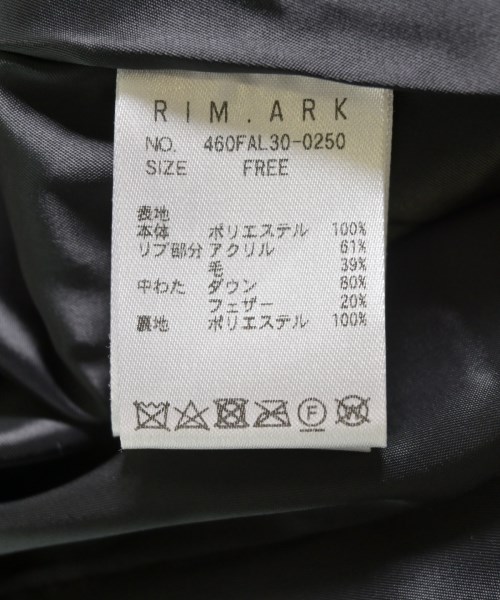 RIM.ARK
NO. 460FAL30-0250
SIZE FREE
表地
本体 ポリエステル 100%
リブ部分 アクリル 61%
毛 39%
中わた ダウン 80%
フェザー 20%
裏地 ポリエステル 100%
F W